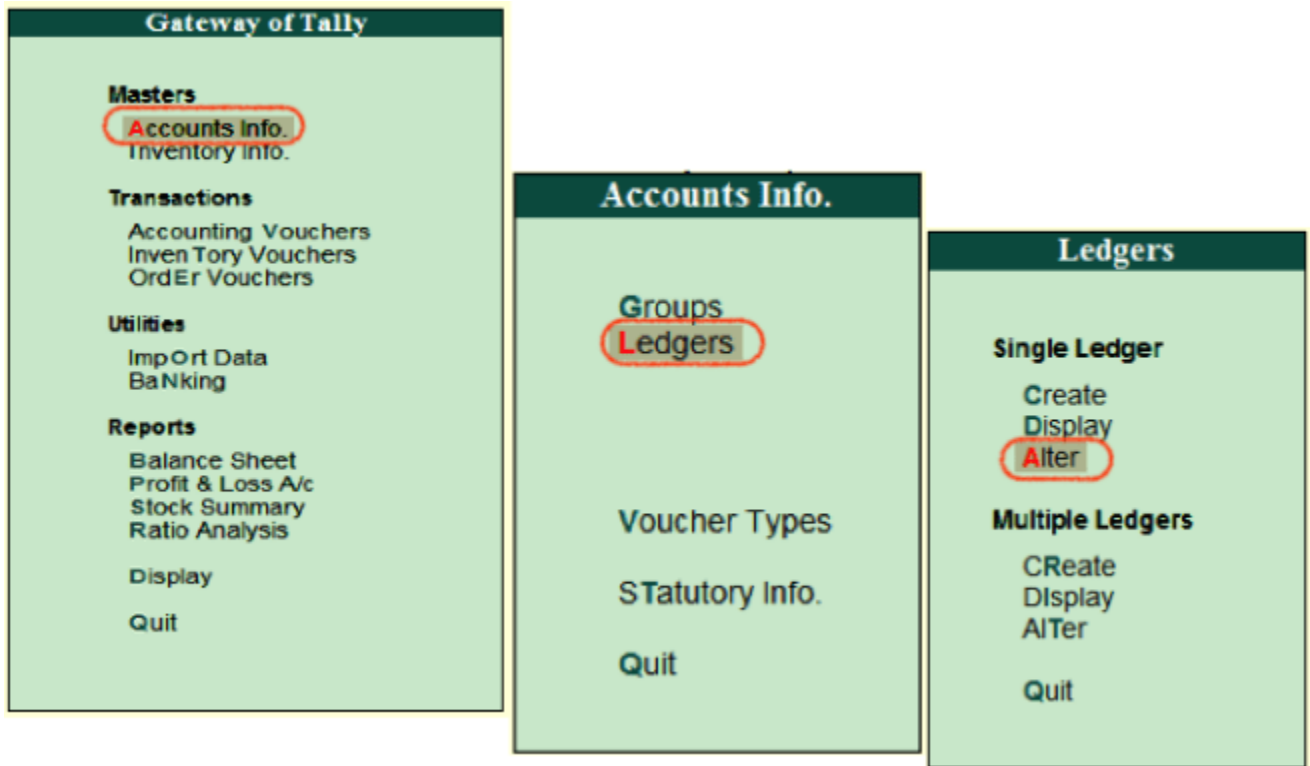 Gateway of Tally
Masters
Accounts Info.
Inventory Info.
Transactions
Accounting Vouchers
InvenTory Vouchers
OrdEr Vouchers
Utilities
ImpOrt Data
BaNking
Reports
Balance Sheet
Profit & Loss A/c
Stock Summary
Ratio Analysis
Display
Quit
Accounts Info.
Groups
Ledgers
Voucher Types
STatutory Info.
Quit
Ledgers
Single Ledger
Create
Display
Alter
Multiple Ledgers
CReate
DIsplay
AlTer
Quit